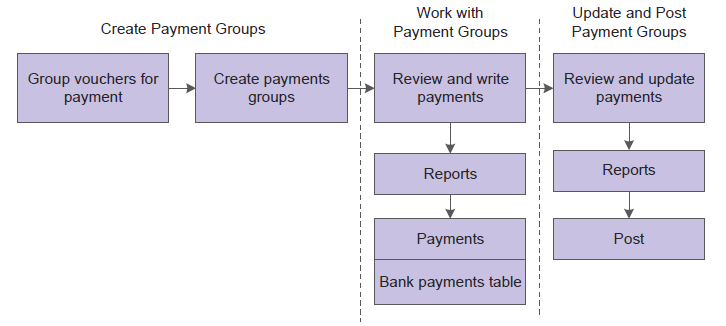 Create Payment Groups
Work with
Payment Groups
Update and Post
Payment Groups
Group vouchers for
payment
Create payments
groups
Review and write
payments
Review and update
payments
Reports
Reports
Payments
Post
Bank payments table